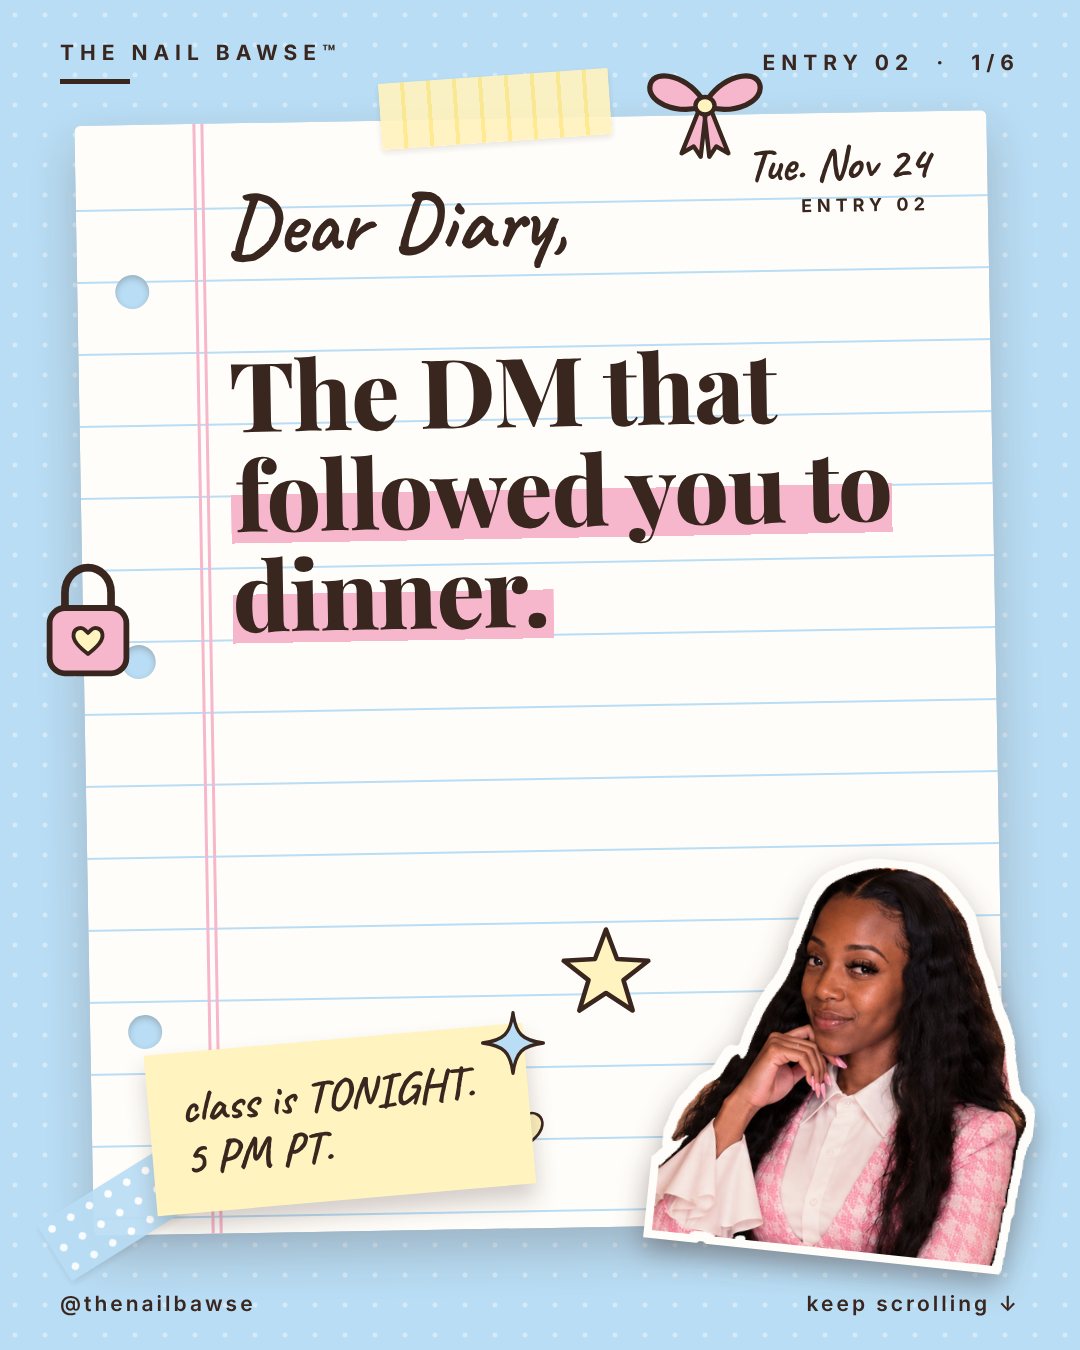 THE NAIL BAWSE™
ENTRY 02 · 1/6
Tue. Nov 24
ENTRY 02
Dear Diary,
The DM that
followed you to
dinner.
class is TONIGHT.
5 PM PT.
@thenailbawse
keep scrolling ↓